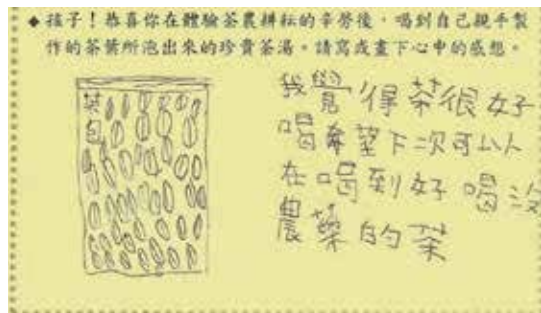 ◆孩子！恭喜你在體驗茶農耕耘的辛勞後，喝到自己親手製
作的茶葉所泡出來的珍貴茶湯。請寫或畫下心中的感想。
茶包
我覺得茶很好
喝希望下次可以
在喝到好喝沒
農藥的茶